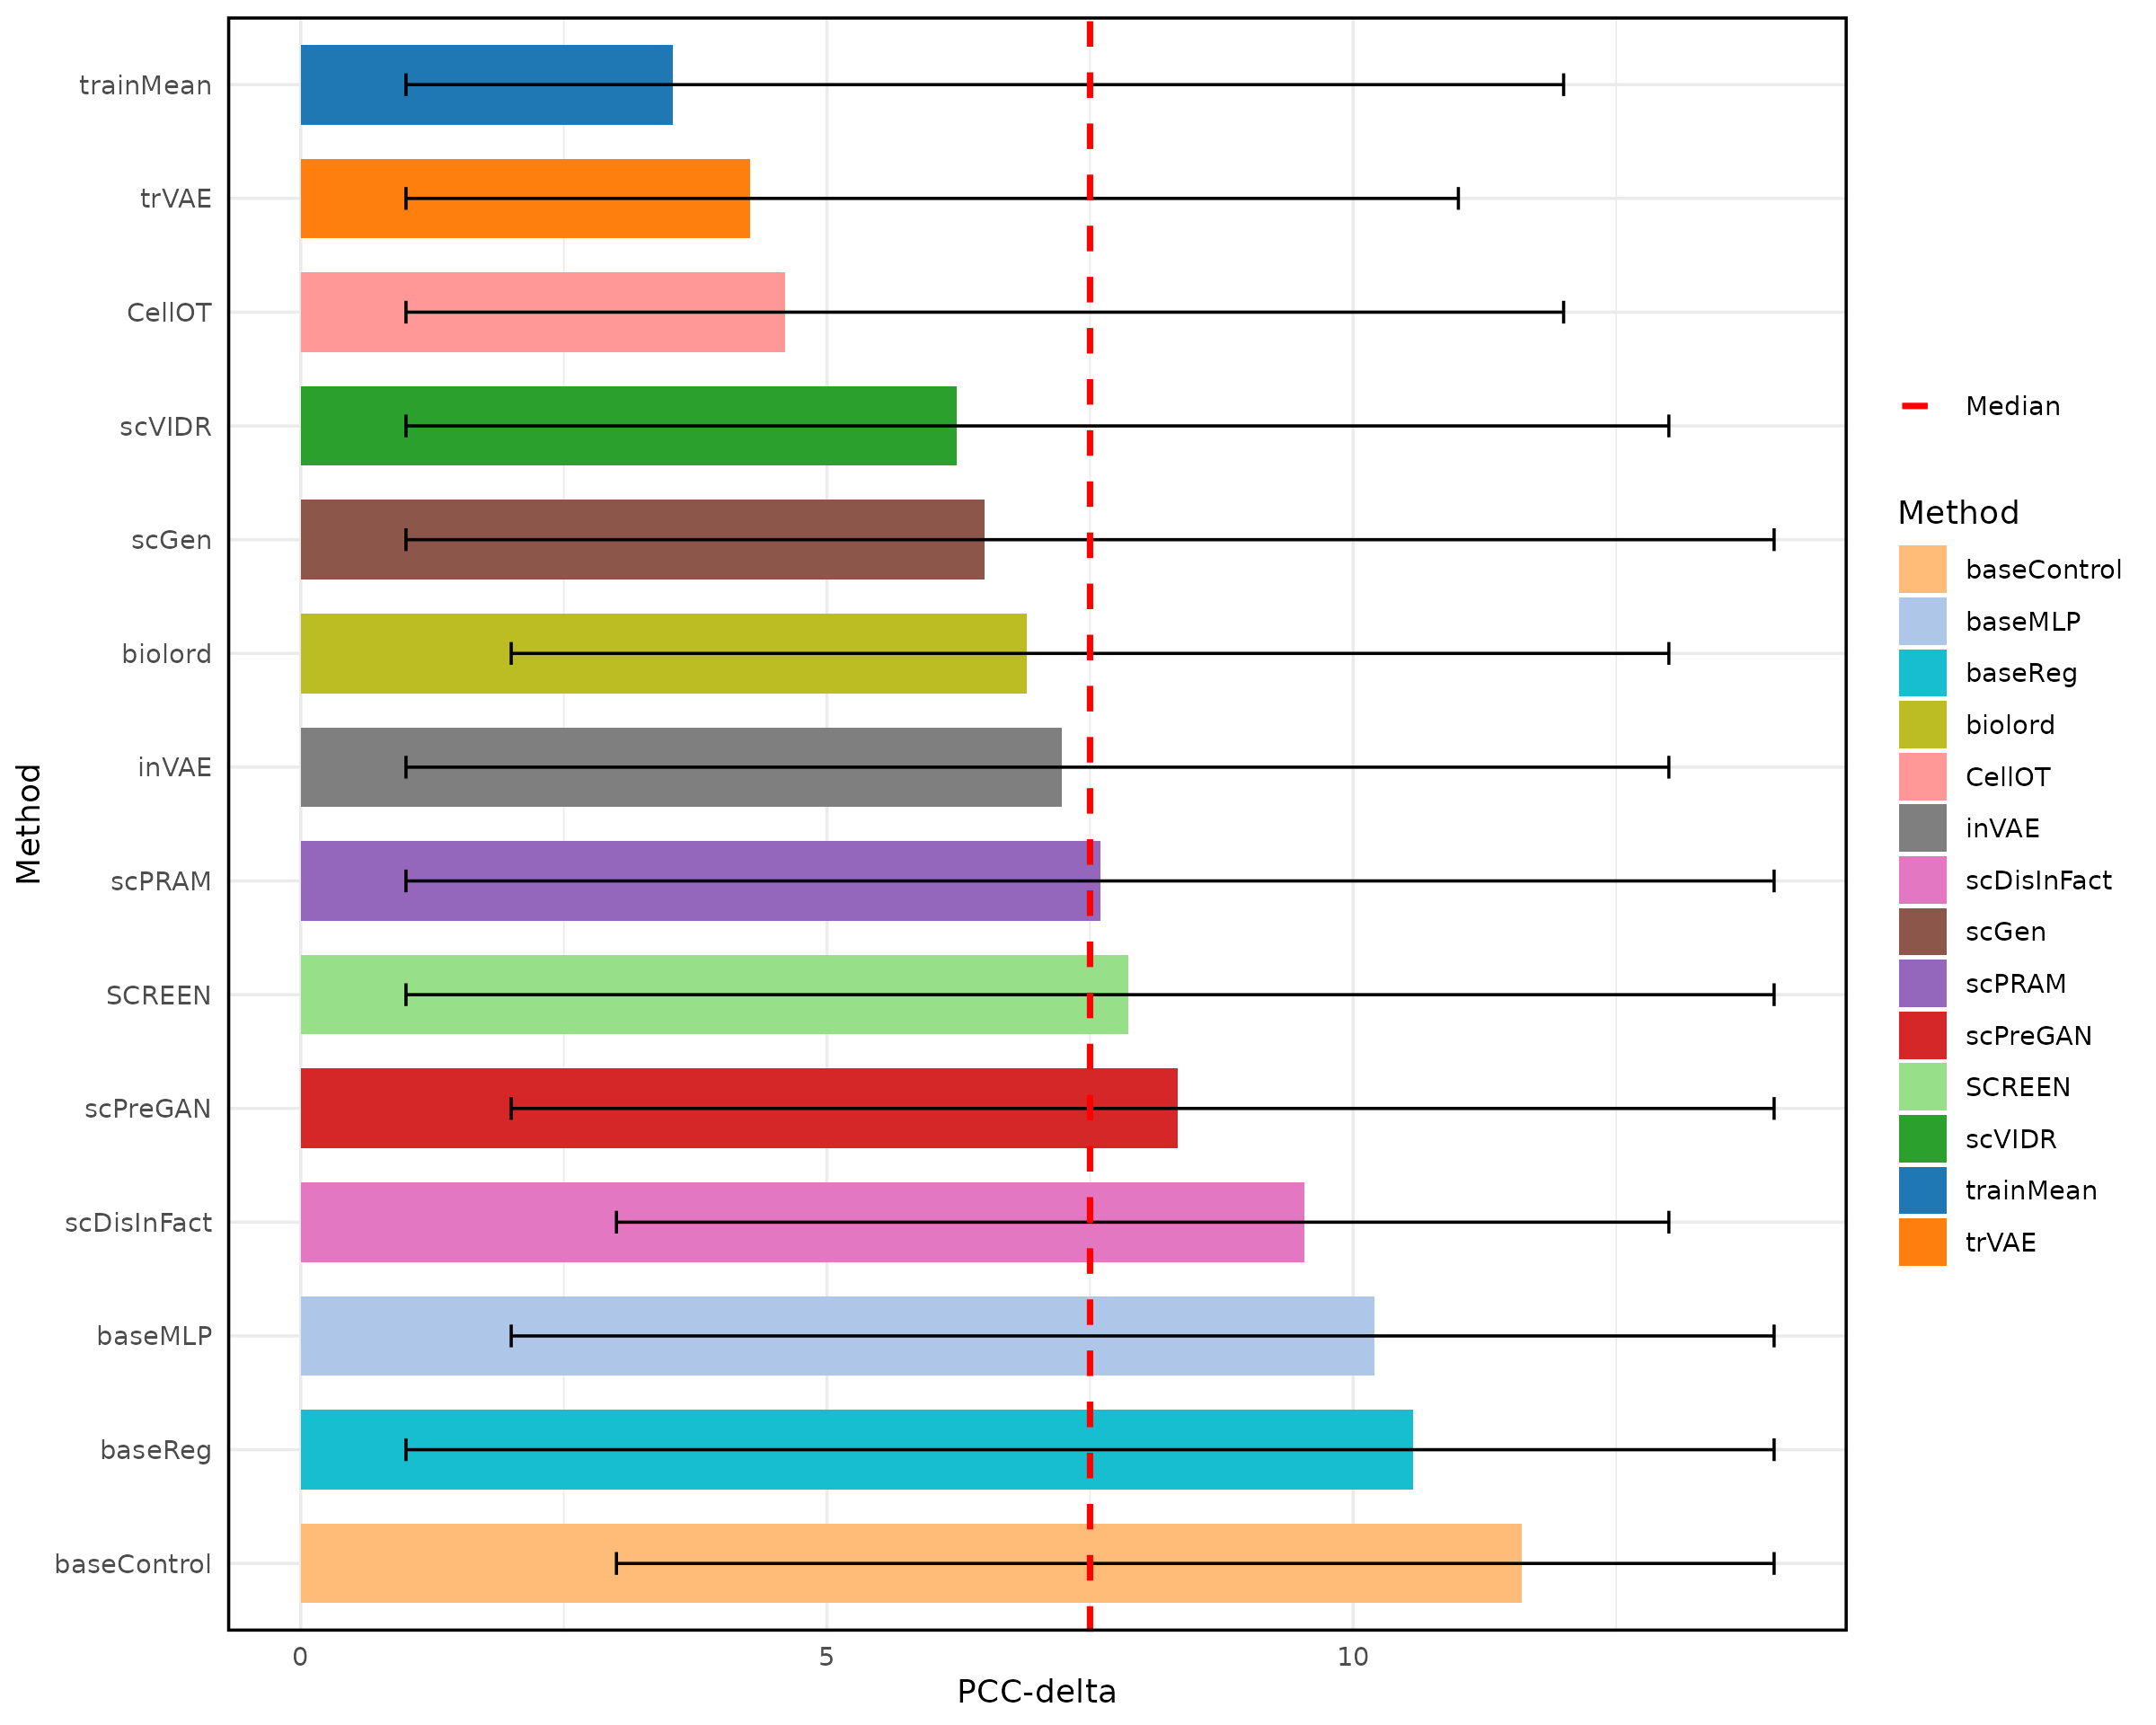 trainMean
trVAE
CellOT
scVIDR
scGen
biolord
inVAE
scPRAM
SCREEN
scPreGAN
scDisInFact
baseMLP
baseReg
baseControl
Method
0 5 10
PCC-delta
Median
Method
baseControl
baseMLP
baseReg
biolord
CellOT
inVAE
scDisInFact
scGen
scPRAM
scPreGAN
SCREEN
scVIDR
trainMean
trVAE